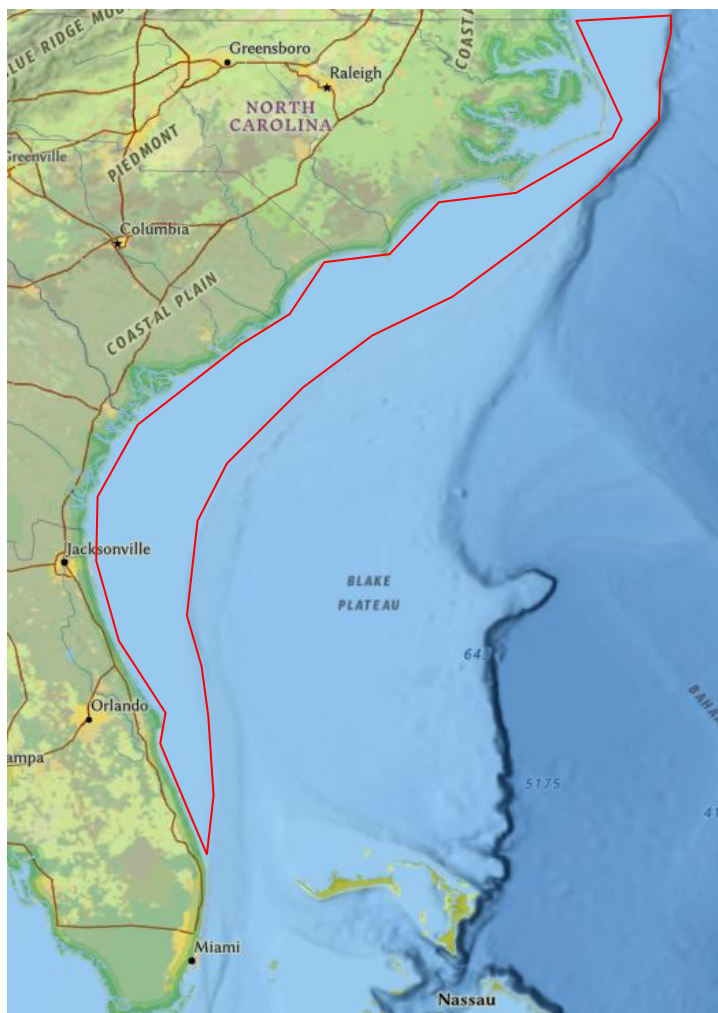 BLUE RIDGE MOU
COASTA
Greensboro
Raleigh
NORTH
CAROLINA
PIEDMONT
Greenville
Columbia
COASTAL PLAIN
Jacksonville
BLAKE
PLATEAU
643
BAHA
Orlando
ampa
5175
41
Miami
Nassau